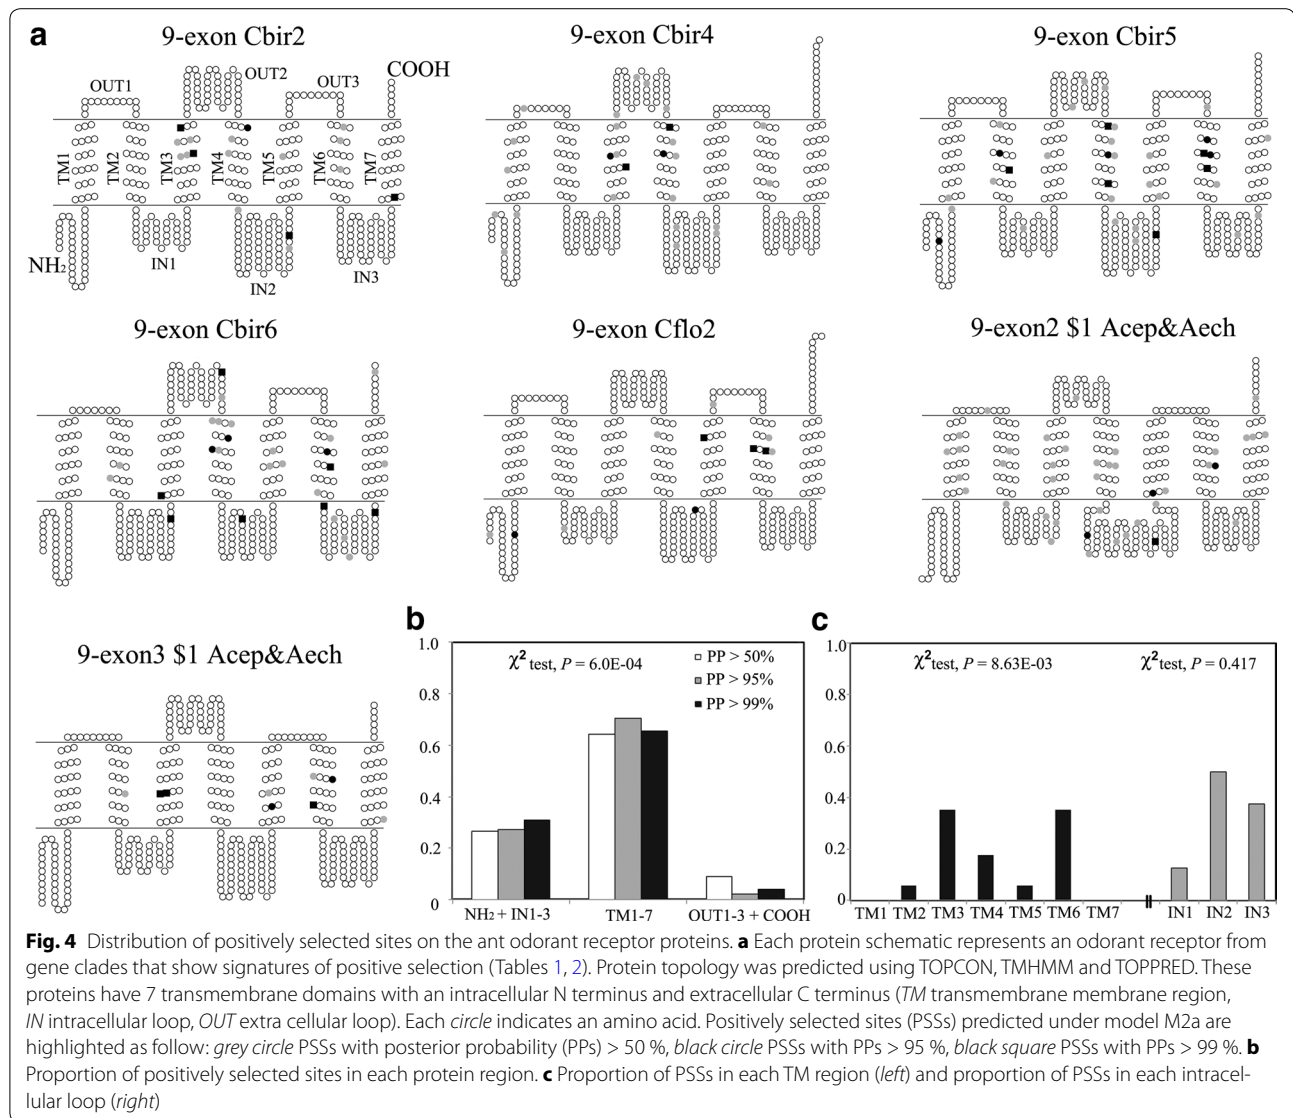 a
9-exon Cbir2
9-exon Cbir4
9-exon Cbir5
OUT1
OUT2
OUT3
COOH
TM1
TM2
TM3
TM4
TM5
TM6
TM7
NH2
IN1
IN2
IN3
9-exon Cbir6
9-exon Cflo2
9-exon2 $1 Acep&Aech
9-exon3 $1 Acep&Aech
b
1.0
0.8
0.6
0.4
0.2
0
χ² test, P = 6.0E-04
PP > 50%
PP > 95%
PP > 99%
NH2 + IN1-3
TM1-7
OUT1-3 + COOH
c
1.0
0.8
0.6
0.4
0.2
0
χ² test, P = 8.63E-03
χ² test, P = 0.417
TM1 TM2 TM3 TM4 TM5 TM6 TM7
IN1 IN2 IN3
Fig. 4 Distribution of positively selected sites on the ant odorant receptor proteins. a Each protein schematic represents an odorant receptor from
gene clades that show signatures of positive selection (Tables 1, 2). Protein topology was predicted using TOPCON, TMHMM and TOPPRED. These
proteins have 7 transmembrane domains with an intracellular N terminus and extracellular C terminus (TM transmembrane membrane region,
IN intracellular loop, OUT extra cellular loop). Each circle indicates an amino acid. Positively selected sites (PSSs) predicted under model M2a are
highlighted as follow: grey circle PSSs with posterior probability (PPs) > 50 %, black circle PSSs with PPs > 95 %, black square PSSs with PPs > 99 %. b
Proportion of positively selected sites in each protein region. c Proportion of PSSs in each TM region (left) and proportion of PSSs in each intracel-
lular loop (right)